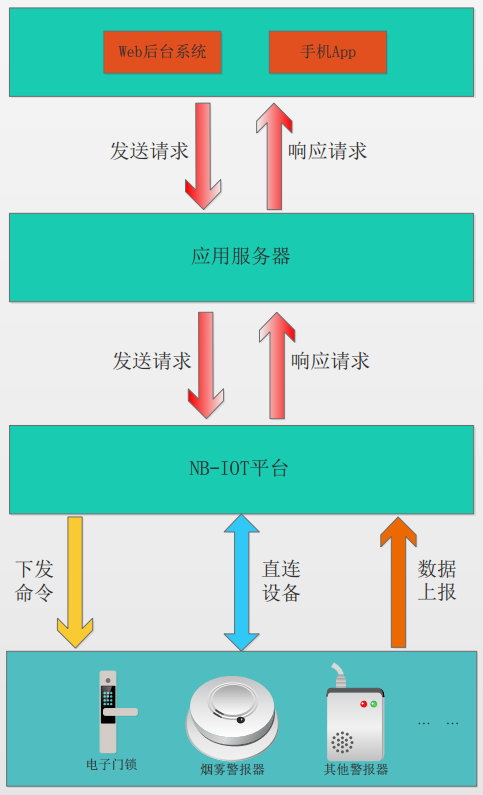 Web后台系统
手机App
发送请求
响应请求
应用服务器
发送请求
响应请求
NB-IOT平台
下发
命令
直连
设备
数据
上报
电子门锁
烟雾警报器
其他警报器
… …